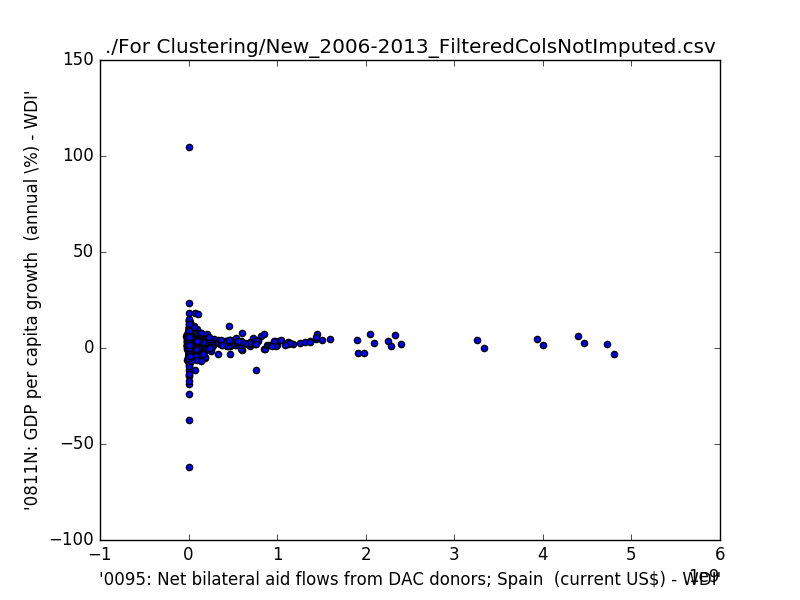 ./For Clustering/New_2006-2013_FilteredColsNotImputed.csv
150
100
50
0
−50
−100
'0811N: GDP per capita growth  (annual \%) - WDI'
−1 0 1 2 3 4 5 6
1e9
'0095: Net bilateral aid flows from DAC donors; Spain  (current US$) - WDI'